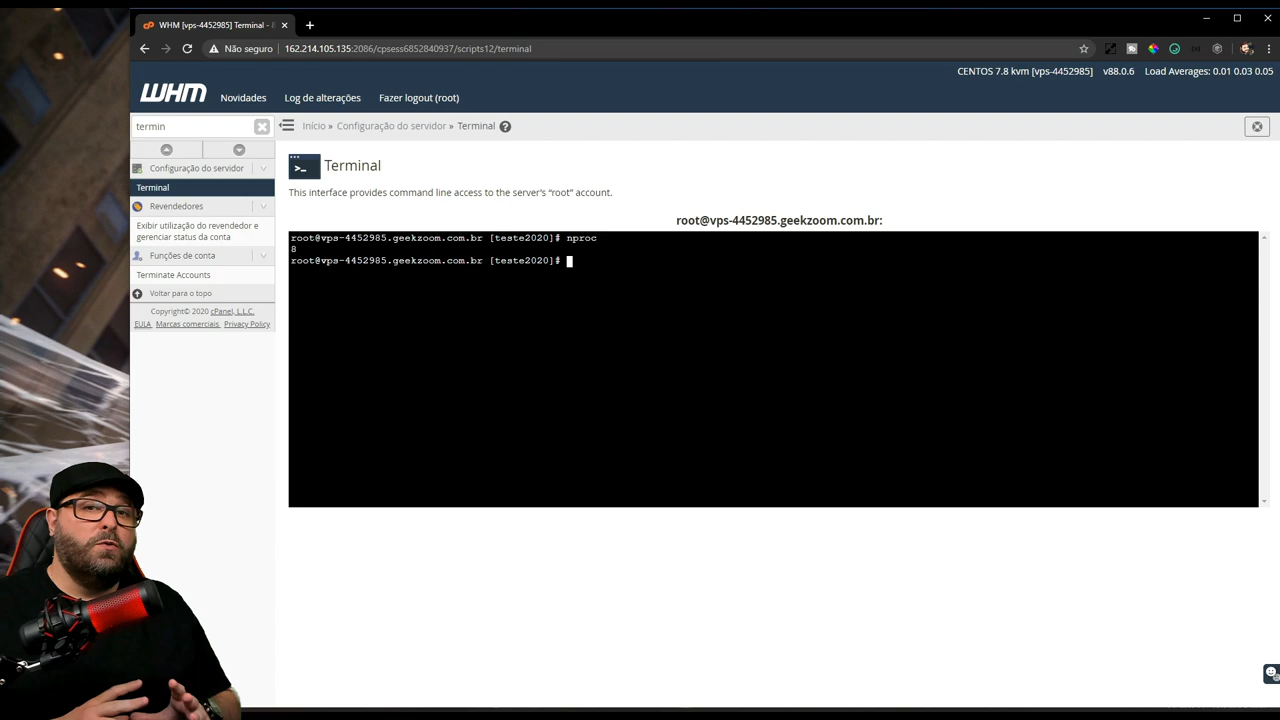 WHM [vps-4452985] Terminal -
Não seguro
162.214.105.135:2086/cpsess6852840937/scripts12/terminal
CENTOS 7.8 kvm [vps-4452985] v88.0.6 Load Averages: 0.01 0.03 0.05
WHM
Novidades Log de alterações Fazer logout (root)
termin
Início » Configuração do servidor » Terminal
Configuração do servidor
Terminal
Revendedores
Exibir utilização do revendedor e
gerenciar status da conta
Funções de conta
Terminate Accounts
Voltar para o topo
Copyright© 2020 cPanel, L.L.C.
EULA Marcas comerciais Privacy Policy
Terminal
This interface provides command line access to the server's “root” account.
root@vps-4452985.geekzoom.com.br:
root@vps-4452985.geekzoom.com.br [teste2020]# nproc
8
root@vps-4452985.geekzoom.com.br [teste2020]#